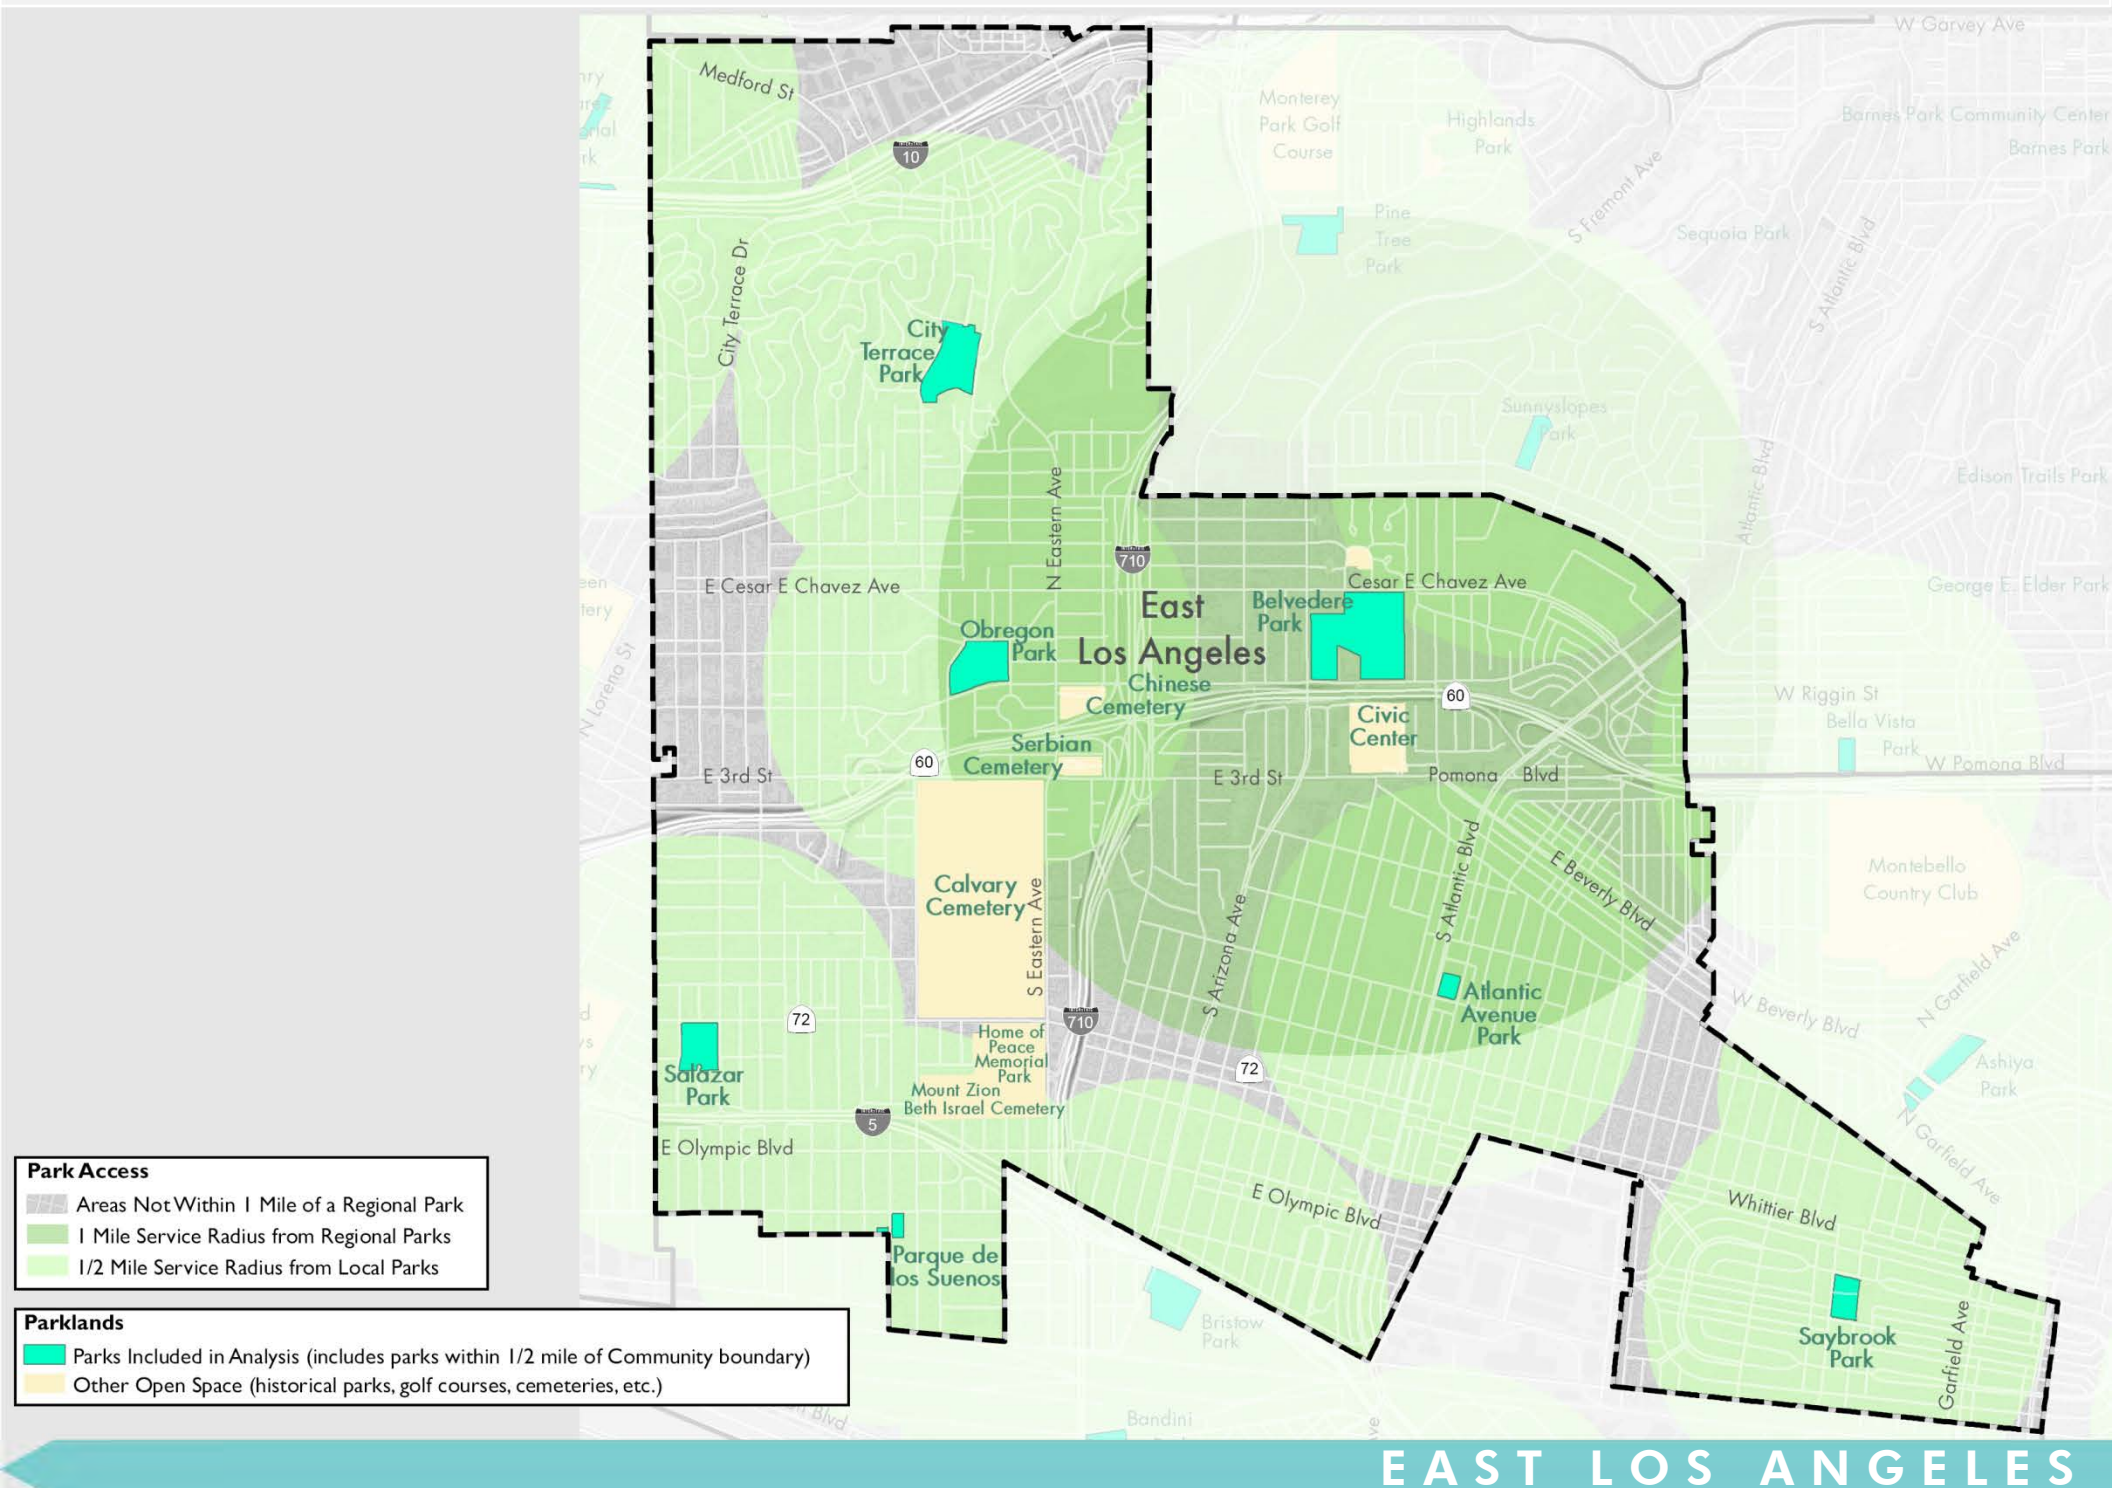 W Garvey Ave
Medford St
Monterey
Park Golf
Course
Highlands
Park
Barnes Park Community Center
Barnes Park
10
S Fremont Ave
Pine
Tree
Park
Sequoia Park
S Atlantic Blvd
City Terrace Dr
City
Terrace
Park
Sunnyslopes
Park
Atlantic Blvd
Edison Trails Park
N Eastern Ave
710
E Cesar E Chavez Ave
Cesar E Chavez Ave
George E. Elder Park
East
Los Angeles
Belvedere
Park
Obregon
Park
N Lorena St
Chinese
Cemetery
60
W Riggin St
Bella Vista
Park
Civic
Center
Serbian
Cemetery
60
W Pomona Blvd
E 3rd St
E 3rd St
Pomona Blvd
S Atlantic Blvd
E Beverly Blvd
Montebello
Country Club
Calvary
Cemetery
S Eastern Ave
S Arizona Ave
N Garfield Ave
Atlantic
Avenue
Park
W Beverly Blvd
72
710
Home of
Peace
Memorial
Park
72
Ashiya
Park
Salazar
Park
Mount Zion
Beth Israel Cemetery
5
N Garfield Ave
E Olympic Blvd
E Olympic Blvd
Whittier Blvd
Parque de
los Suenos
Bristow
Park
Saybrook
Park
Garfield Ave
Bandini
Blvd
Park Access
Areas Not Within 1 Mile of a Regional Park
1 Mile Service Radius from Regional Parks
1/2 Mile Service Radius from Local Parks
Parklands
Parks Included in Analysis (includes parks within 1/2 mile of Community boundary)
Other Open Space (historical parks, golf courses, cemeteries, etc.)
EAST LOS ANGELES